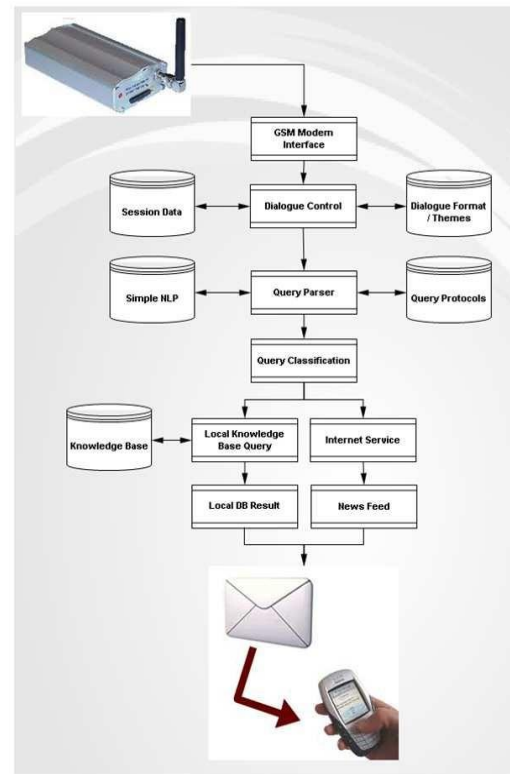 GSM Modem
Interface
Session Data
Dialogue Control
Dialogue Format
/ Themes
Simple NLP
Query Parser
Query Protocols
Query Classification
Knowledge Base
Local Knowledge
Base Query
Internet Service
Local DB Result
News Feed